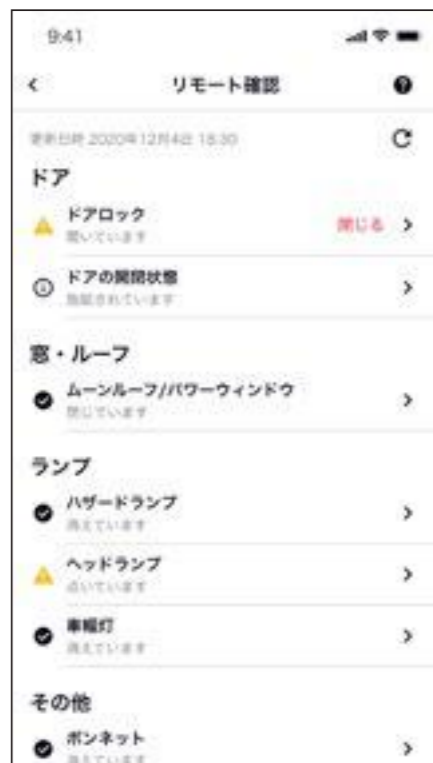 9:41
リモート確認
更新日時 2020年12月4日 18:30
ドア
ドアロック
開いています
閉じる
ドアの開閉状態
施錠されています
窓・ルーフ
ムーンルーフ/パワーウィンドウ
閉じています
ランプ
ハザードランプ
消えています
ヘッドランプ
点いています
車幅灯
消えています
その他
ボンネット
消えています